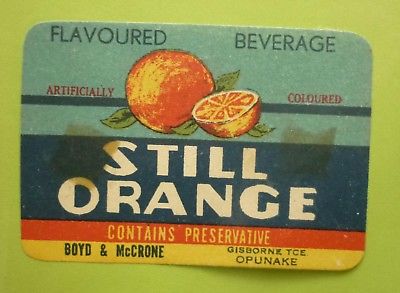 FLAVOURED BEVERAGE
ARTIFICIALLY COLOURED
STILL
ORANGE
CONTAINS PRESERVATIVE
BOYD & McCRONE
GISBORNE TCE
OPUNAKE